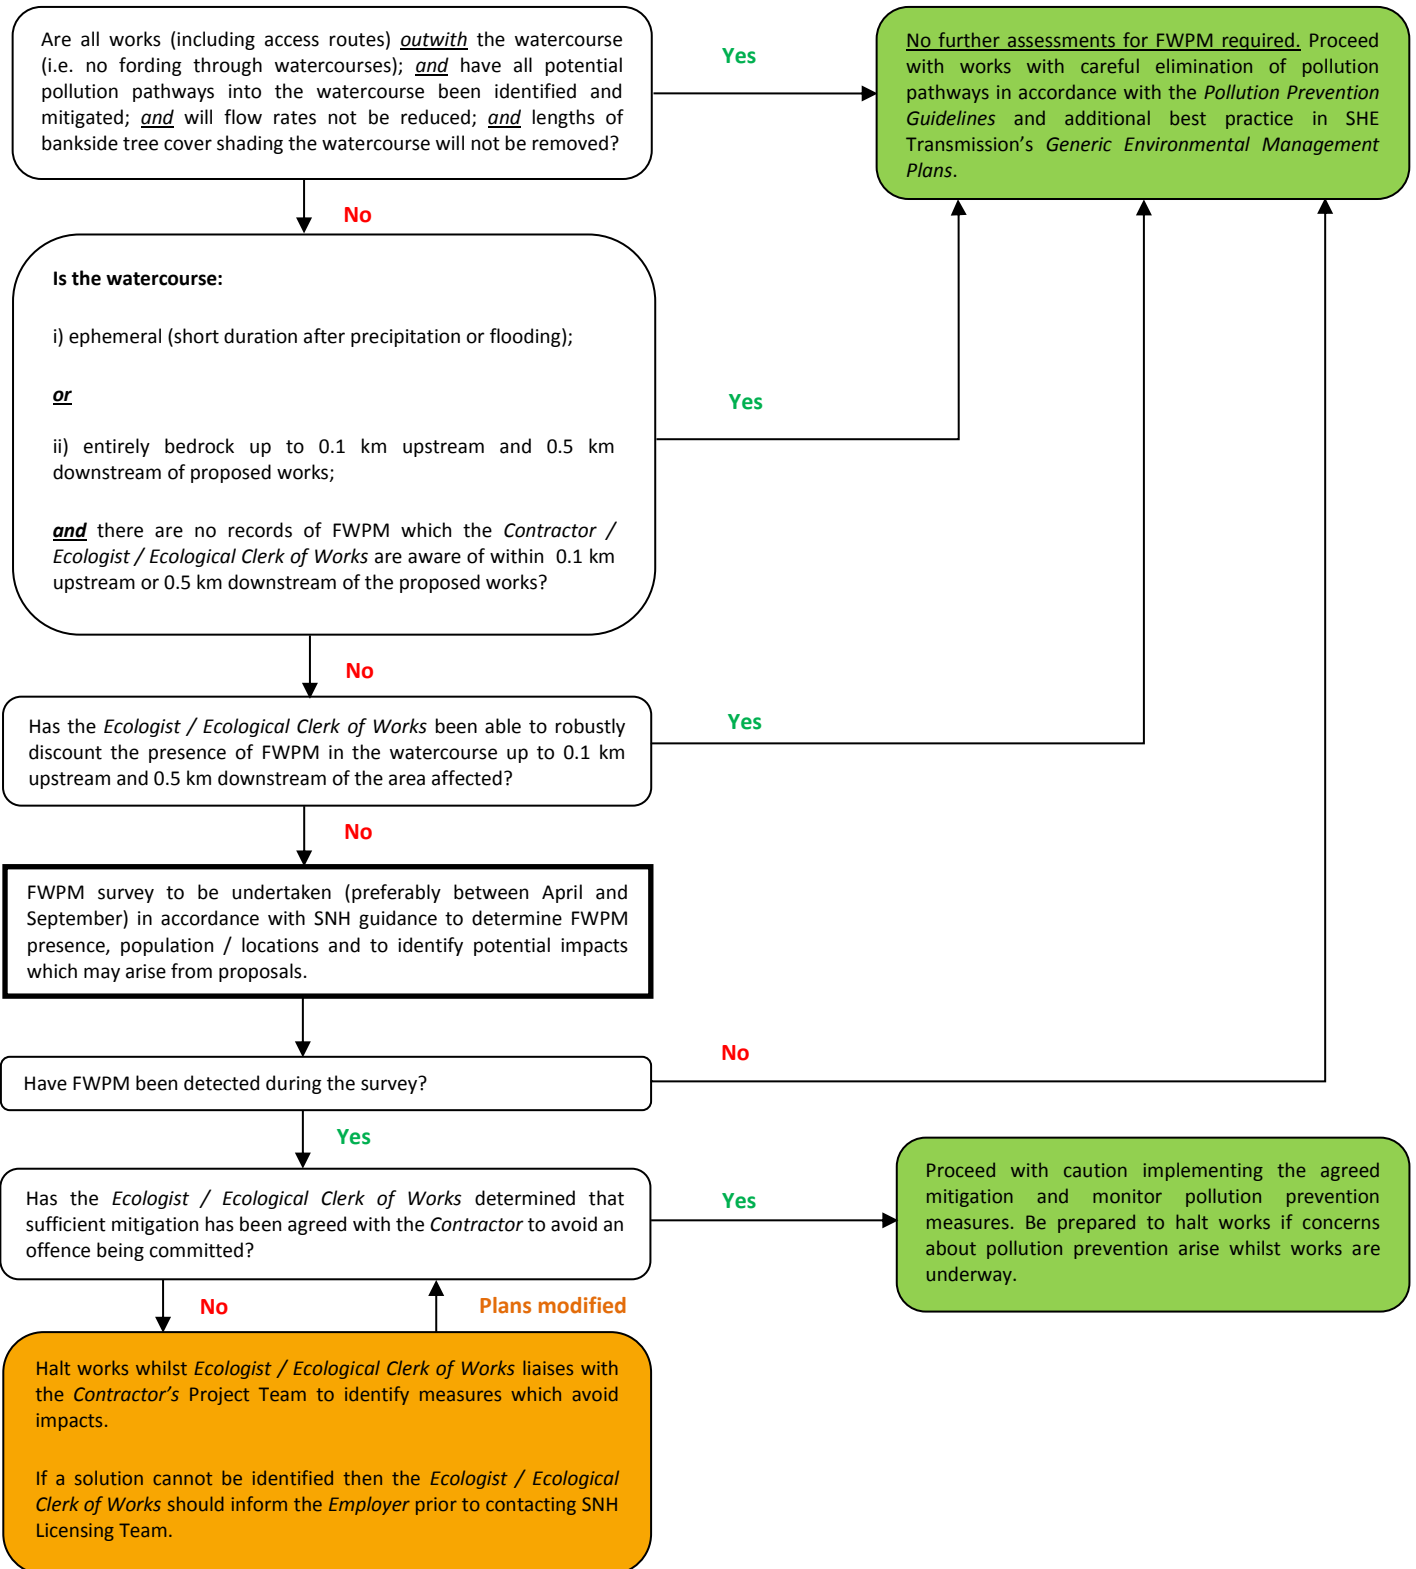 Are all works (including access routes) outwith the watercourse
(i.e. no fording through watercourses); and have all potential
pollution pathways into the watercourse been identified and
mitigated; and will flow rates not be reduced; and lengths of
bankside tree cover shading the watercourse will not be removed?
Yes
No further assessments for FWPM required. Proceed
with works with careful elimination of pollution
pathways in accordance with the Pollution Prevention
Guidelines and additional best practice in SHE
Transmission's Generic Environmental Management
Plans.
No
Is the watercourse:
i) ephemeral (short duration after precipitation or flooding);
or
ii) entirely bedrock up to 0.1 km upstream and 0.5 km
downstream of proposed works;
and there are no records of FWPM which the Contractor /
Ecologist / Ecological Clerk of Works are aware of within 0.1 km
upstream or 0.5 km downstream of the proposed works?
Yes
No
Has the Ecologist / Ecological Clerk of Works been able to robustly
discount the presence of FWPM in the watercourse up to 0.1 km
upstream and 0.5 km downstream of the area affected?
Yes
No
FWPM survey to be undertaken (preferably between April and
September) in accordance with SNH guidance to determine FWPM
presence, population / locations and to identify potential impacts
which may arise from proposals.
Have FWPM been detected during the survey?
No
Yes
Has the Ecologist / Ecological Clerk of Works determined that
sufficient mitigation has been agreed with the Contractor to avoid an
offence being committed?
Yes
Proceed with caution implementing the agreed
mitigation and monitor pollution prevention
measures. Be prepared to halt works if concerns
about pollution prevention arise whilst works are
underway.
No
Plans modified
Halt works whilst Ecologist / Ecological Clerk of Works liaises with
the Contractor's Project Team to identify measures which avoid
impacts.
If a solution cannot be identified then the Ecologist / Ecological
Clerk of Works should inform the Employer prior to contacting SNH
Licensing Team.